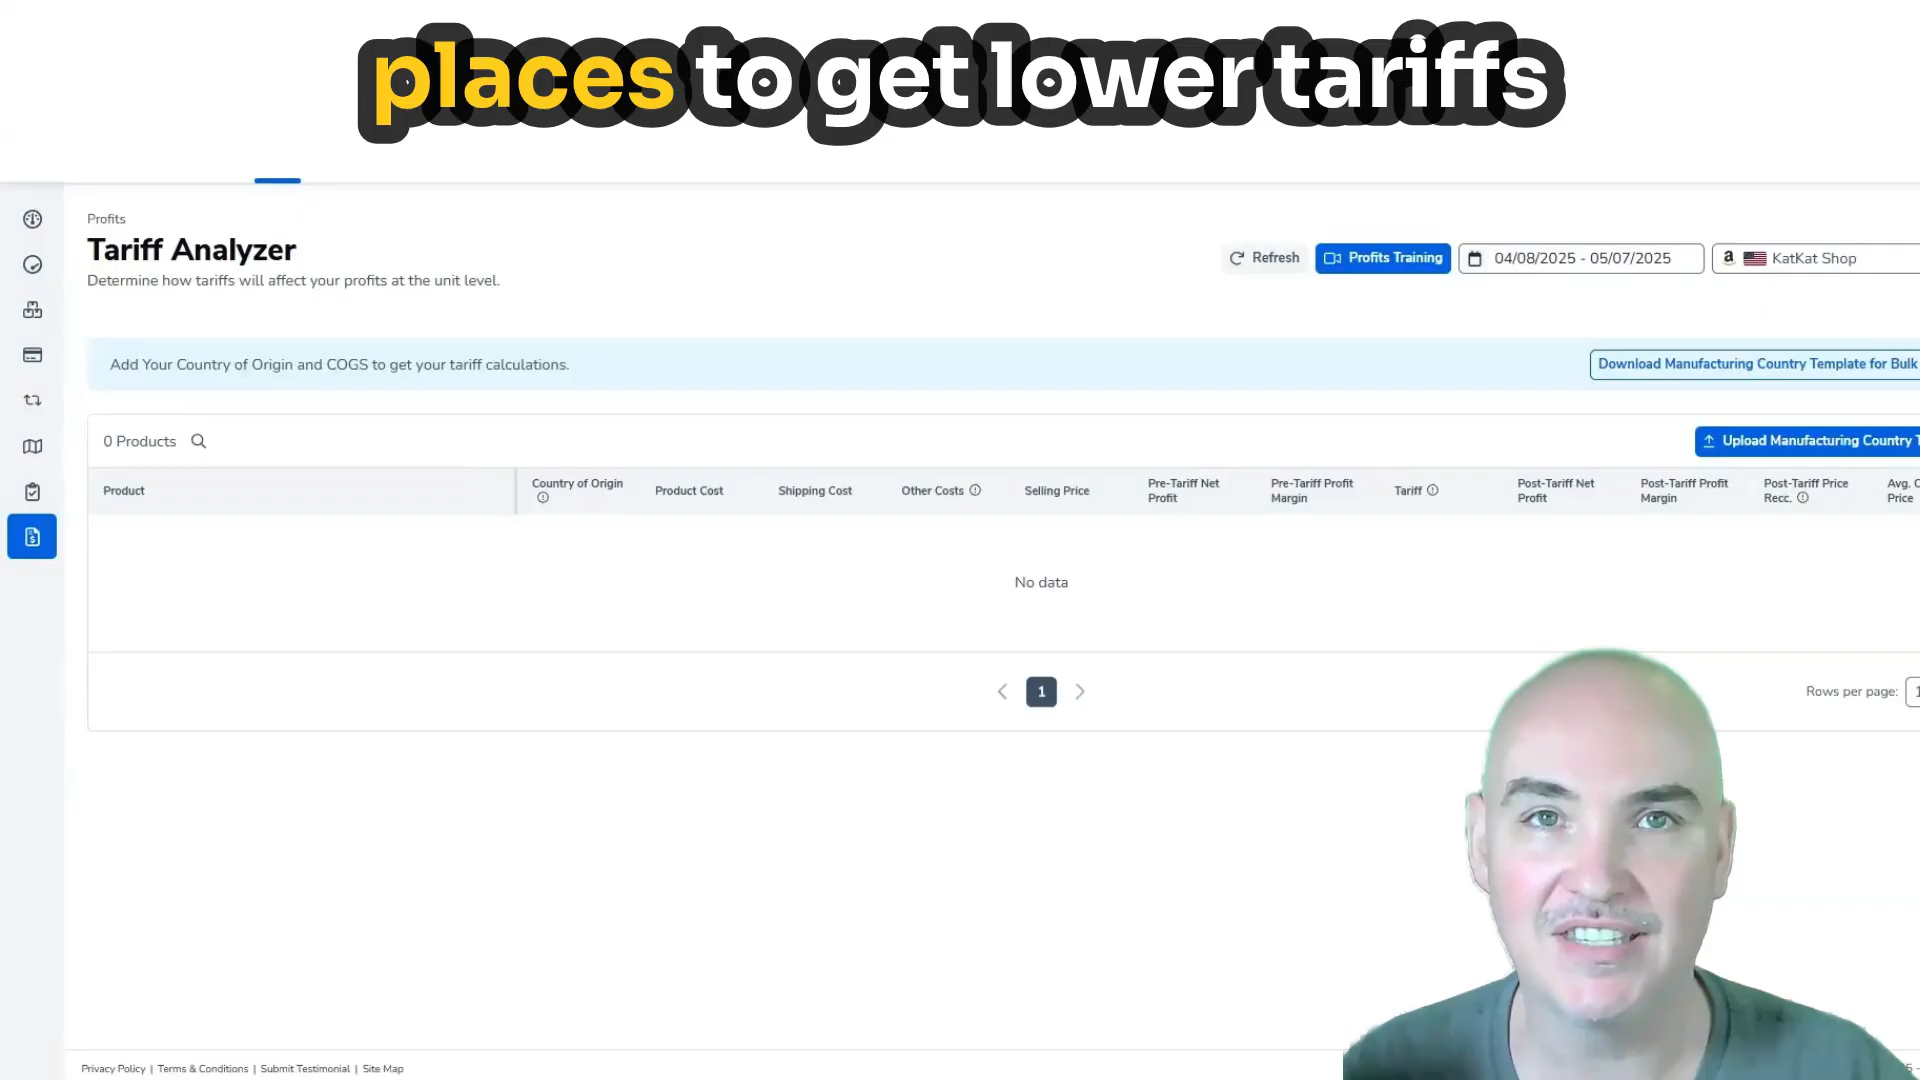 places to get lower tariffs
Profits
Tariff Analyzer
Determine how tariffs will affect your profits at the unit level.
Refresh
Profits Training
04/08/2025 - 05/07/2025
a KatKat Shop
Add Your Country of Origin and COGS to get your tariff calculations.
Download Manufacturing Country Template for Bulk
0 Products
Upload Manufacturing Country
Product
Country of Origin
Product Cost
Shipping Cost
Other Costs
Selling Price
Pre-Tariff Net
Profit
Pre-Tariff Profit
Margin
Tariff
Post-Tariff Net
Profit
Post-Tariff Profit
Margin
Post-Tariff Price
Recc.
Avg.
Price
No data
1
Rows per page:
Privacy Policy | Terms & Conditions | Submit Testimonial | Site Map